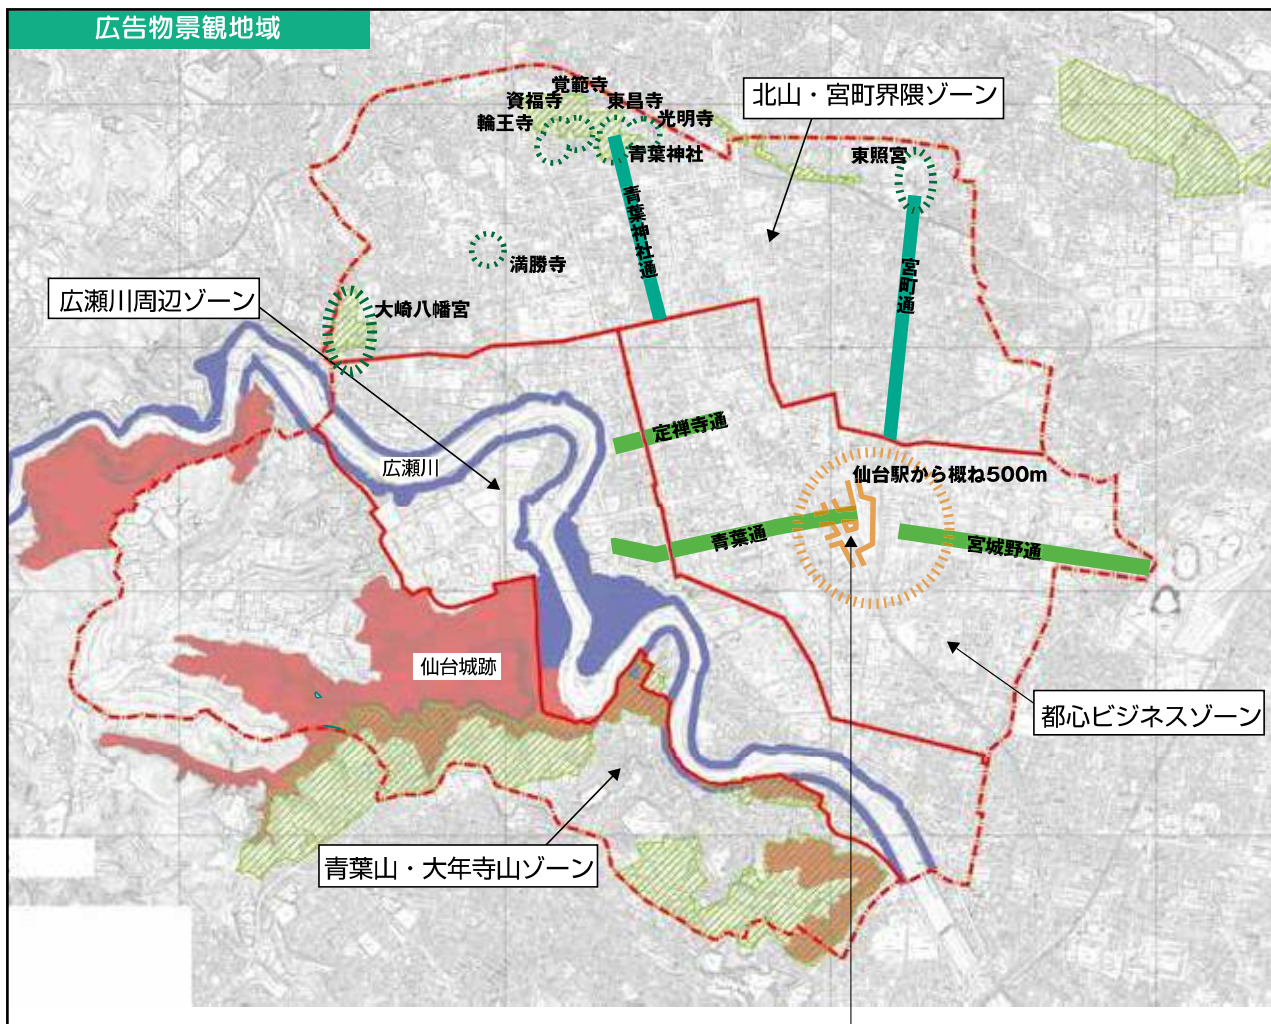 広告物景観地域
覚範寺
資福寺
東昌寺
輪王寺
光明寺
青葉神社
北山・宮町界隈ゾーン
東照宮
青葉神社通
満勝寺
宮町通
広瀬川周辺ゾーン
大崎八幡宮
定禅寺通
広瀬川
仙台駅から概ね500m
青葉通
宮城野通
仙台城跡
都心ビジネスゾーン
青葉山・大年寺山ゾーン